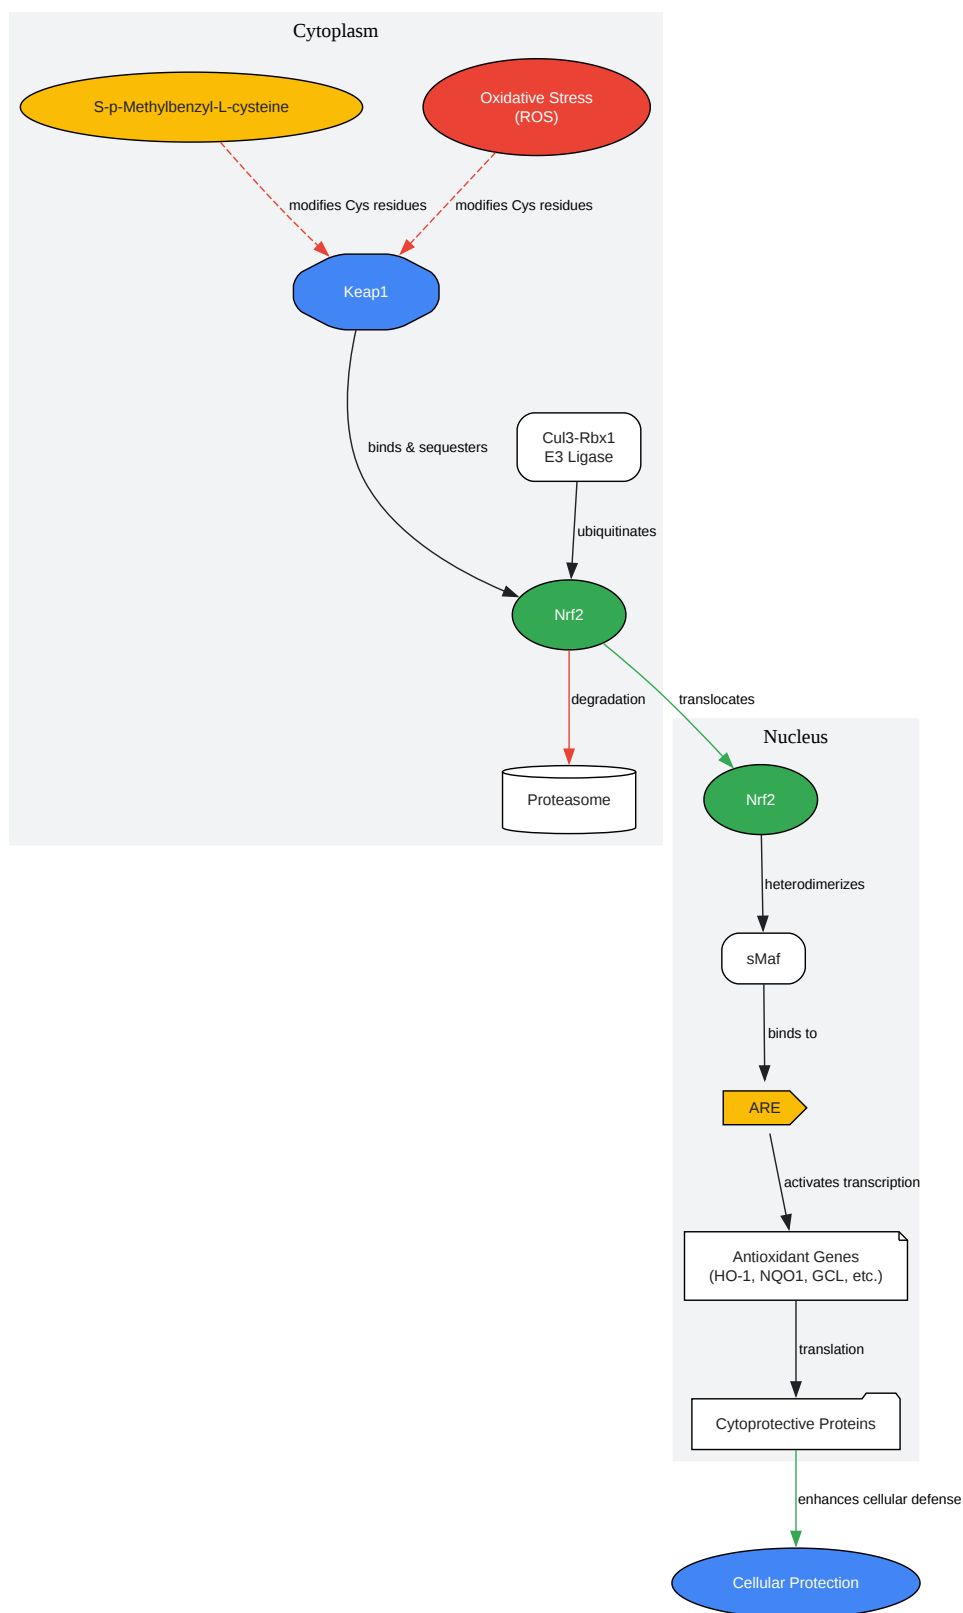 Cytoplasm
S-p-Methylbenzyl-L-cysteine
Oxidative Stress
(ROS)
modifies Cys residues
modifies Cys residues
Keap1
Cul3-Rbx1
E3 Ligase
binds & sequesters
ubiquitinates
Nrf2
degradation
translocates
Nucleus
Proteasome
Nrf2
heterodimerizes
sMaf
binds to
ARE
activates transcription
Antioxidant Genes
(HO-1, NQO1, GCL, etc.)
translation
Cytoprotective Proteins
enhances cellular defense
Cellular Protection